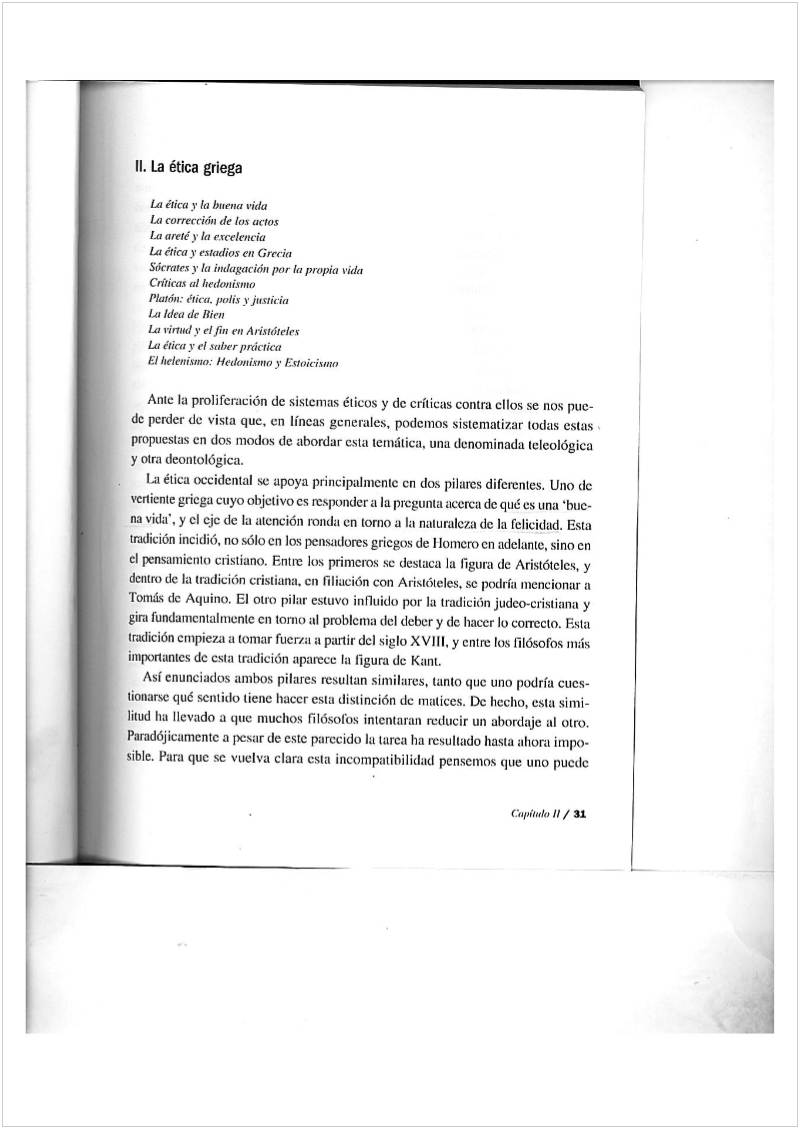 II. La ética griega
La ética y la buena vida
La corrección de los actos
La areté y la excelencia
La ética y estadios en Grecia
Sócrates y la indagación por la propia vida
Críticas al hedonismo
Platón: ética, polis y justicia
La Idea de Bien
La virtud y el fin en Aristóteles
La ética y el saber práctica
El helenismo: Hedonismo y Estoicismo
Ante la proliferación de sistemas éticos y de críticas contra ellos se nos pue-
de perder de vista que, en líneas generales, podemos sistematizar todas estas
propuestas en dos modos de abordar esta temática, una denominada teleológica
y otra deontológica.
La ética occidental se apoya principalmente en dos pilares diferentes. Uno de
vertiente griega cuyo objetivo es responder a la pregunta acerca de qué es una ‘bue-
na vida’, y el eje de la atención ronda en torno a la naturaleza de la felicidad. Esta
tradición incidió, no sólo en los pensadores griegos de Homero en adelante, sino en
el pensamiento cristiano. Entre los primeros se destaca la figura de Aristóteles, y
dentro de la tradición cristiana, en filiación con Aristóteles, se podría mencionar a
Tomás de Aquino. El otro pilar estuvo influido por la tradición judeo-cristiana y
gira fundamentalmente en torno al problema del deber y de hacer lo correcto. Esta
tradición empieza a tomar fuerza a partir del siglo XVIII, y entre los filósofos más
importantes de esta tradición aparece la figura de Kant.
Así enunciados ambos pilares resultan similares, tanto que uno podría cues-
tionarse qué sentido tiene hacer esta distinción de matices. De hecho, esta simi-
litud ha llevado a que muchos filósofos intentaran reducir un abordaje al otro.
Paradójicamente a pesar de este parecido la tarea ha resultado hasta ahora impo-
sible. Para que se vuelva clara esta incompatibilidad pensemos que uno puede
Capítulo II / 31